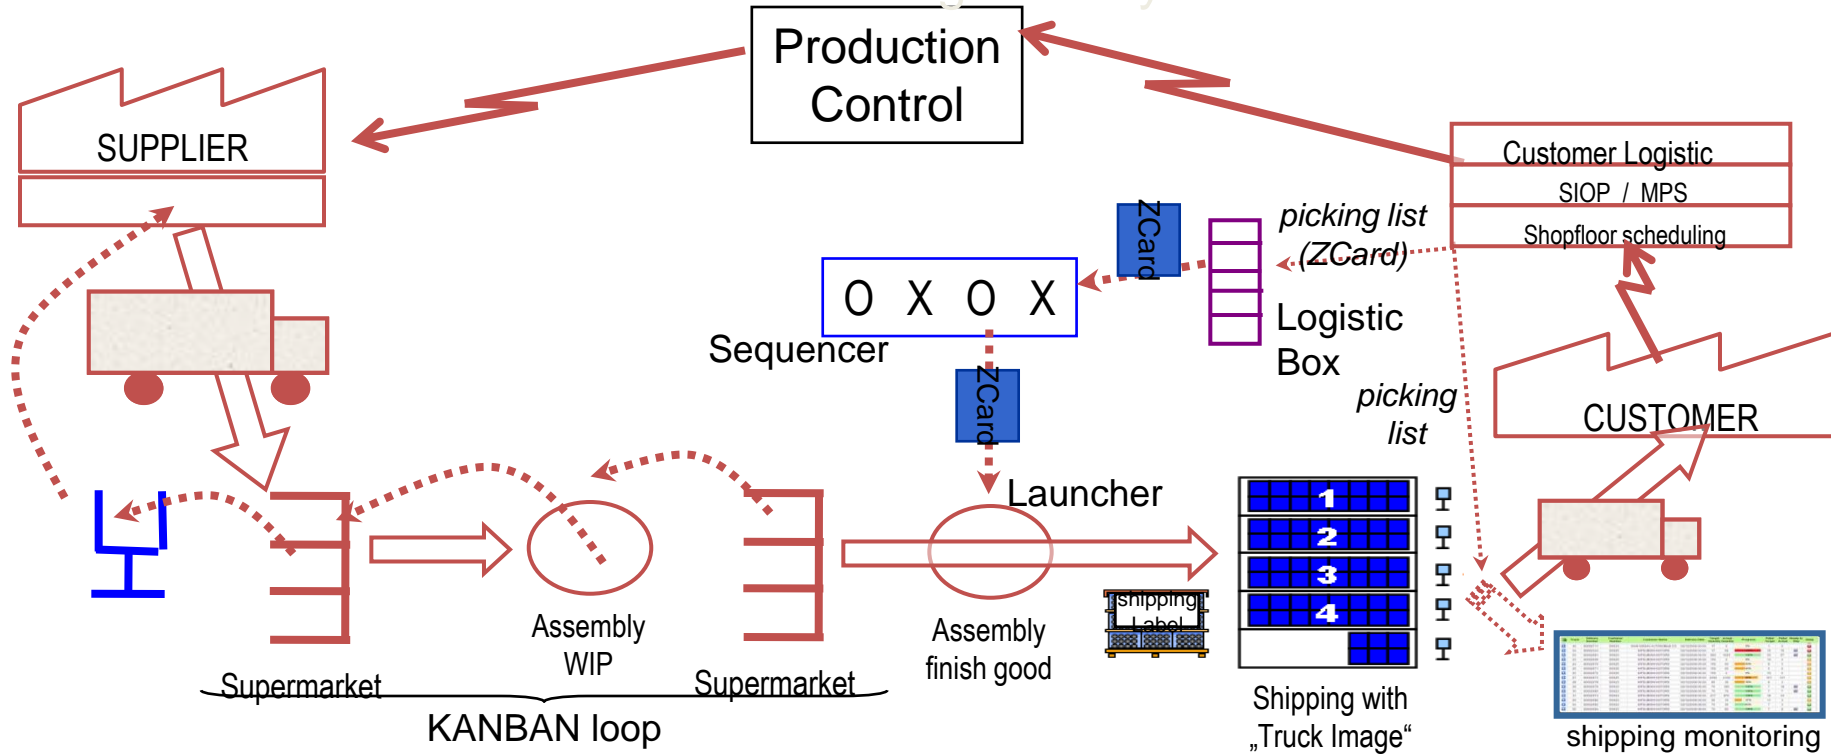 Production
Control
SUPPLIER
Customer Logistic
SIOP / MPS
Shopfloor scheduling
ZCard
picking list
(ZCard)
O X O X
Sequencer
Logistic
Box
ZCard
picking
list
CUSTOMER
Launcher
1
2
3
4
shipping
Label
Assembly
WIP
Assembly
finish good
Supermarket
Supermarket
KANBAN loop
Shipping with
„Truck Image“
shipping monitoring